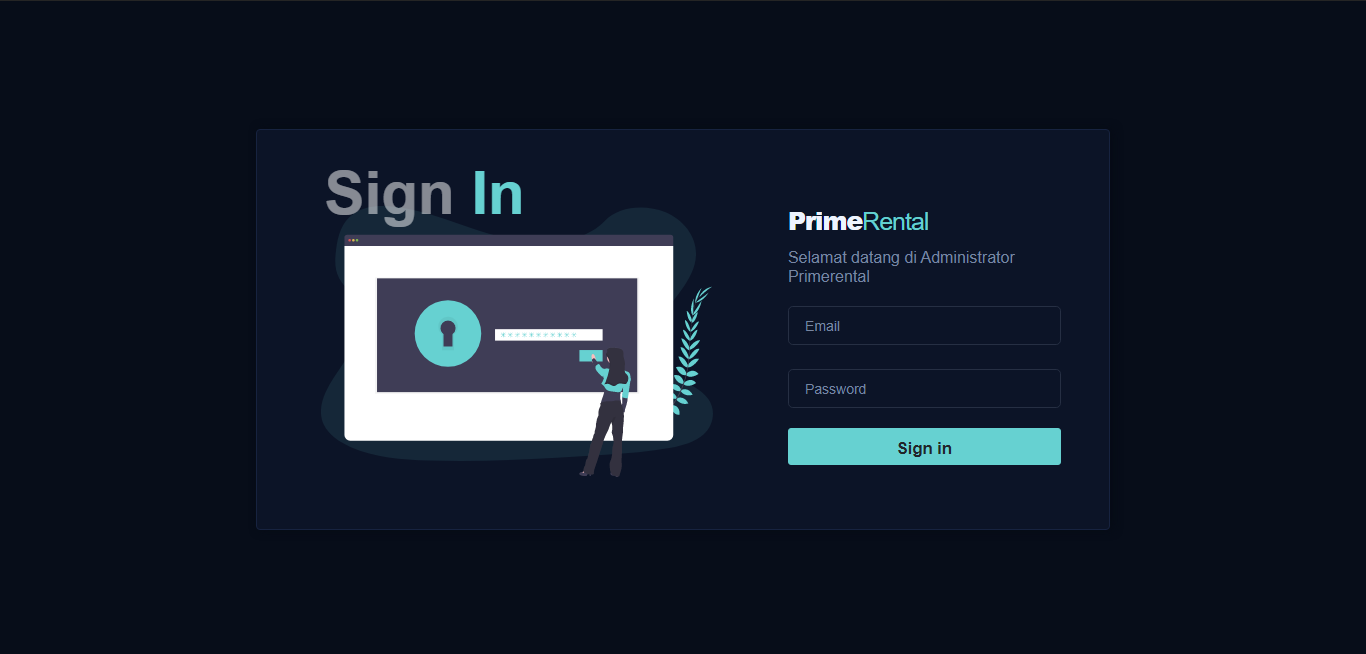 Sign In
PrimeRental
Selamat datang di Administrator
Primerental
***********
Email
Password
Sign in